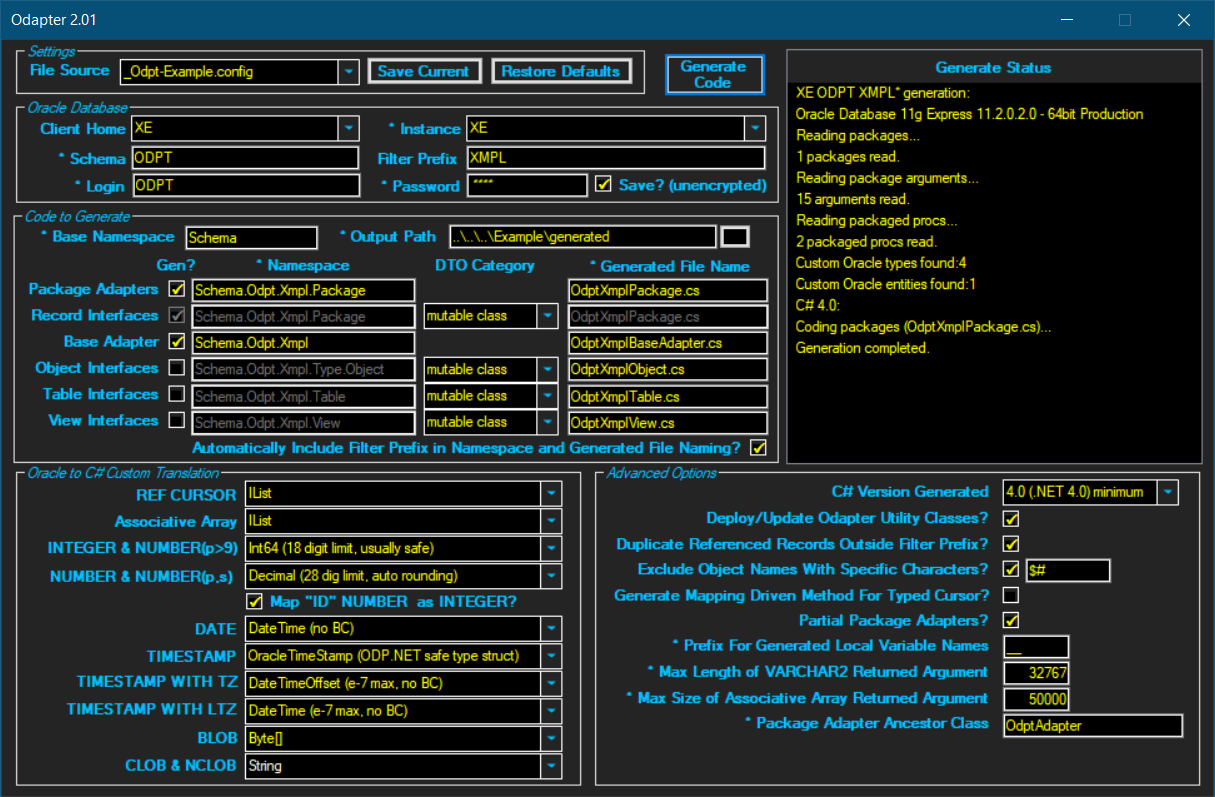 Odapter 2.01
Settings
File Source _Odpt-Example.config Save Current Restore Defaults
Generate Code
Oracle Database
Client Home XE * Instance XE
* Schema ODPT Filter Prefix XMPL
* Login ODPT * Password **** Save? (unencrypted)
Code to Generate
* Base Namespace Schema * Output Path ..\..\..\Example\generated
Gen? * Namespace DTO Category * Generated File Name
Package Adapters Schema.Odpt.Xmpl.Package OdptXmplPackage.cs
Record Interfaces Schema.Odpt.Xmpl.Package mutable class OdptXmplPackage.cs
Base Adapter Schema.Odpt.Xmpl OdptXmplBaseAdapter.cs
Object Interfaces Schema.Odpt.Xmpl.Type.Object mutable class OdptXmplObject.cs
Table Interfaces Schema.Odpt.Xmpl.Table mutable class OdptXmplTable.cs
View Interfaces Schema.Odpt.Xmpl.View mutable class OdptXmplView.cs
Automatically Include Filter Prefix in Namespace and Generated File Naming?
Generate Status
XE ODPT XMPL* generation:
Oracle Database 11g Express 11.2.0.2.0 - 64bit Production
Reading packages...
1 packages read.
Reading package arguments...
15 arguments read.
Reading packaged procs...
2 packaged procs read.
Custom Oracle types found:4
Custom Oracle entities found:1
C# 4.0:
Coding packages (OdptXmplPackage.cs)...
Generation completed.
Oracle to C# Custom Translation
REF CURSOR IList
Associative Array IList
INTEGER & NUMBER(p>9) Int64 (18 digit limit, usually safe)
NUMBER & NUMBER(p,s) Decimal (28 dig limit, auto rounding)
Map "ID" NUMBER as INTEGER?
DATE DateTime (no BC)
TIMESTAMP OracleTimeStamp (ODP.NET safe type struct)
TIMESTAMP WITH TZ DateTimeOffset (e-7 max, no BC)
TIMESTAMP WITH LTZ DateTime (e-7 max, no BC)
BLOB Byte[]
CLOB & NCLOB String
Advanced Options
C# Version Generated 4.0 (.NET 4.0) minimum
Deploy/Update Odapter Utility Classes?
Duplicate Referenced Records Outside Filter Prefix?
Exclude Object Names With Specific Characters? $#
Generate Mapping Driven Method For Typed Cursor?
Partial Package Adapters?
* Prefix For Generated Local Variable Names __
* Max Length of VARCHAR2 Returned Argument 32767
* Max Size of Associative Array Returned Argument 50000
* Package Adapter Ancestor Class OdptAdapter